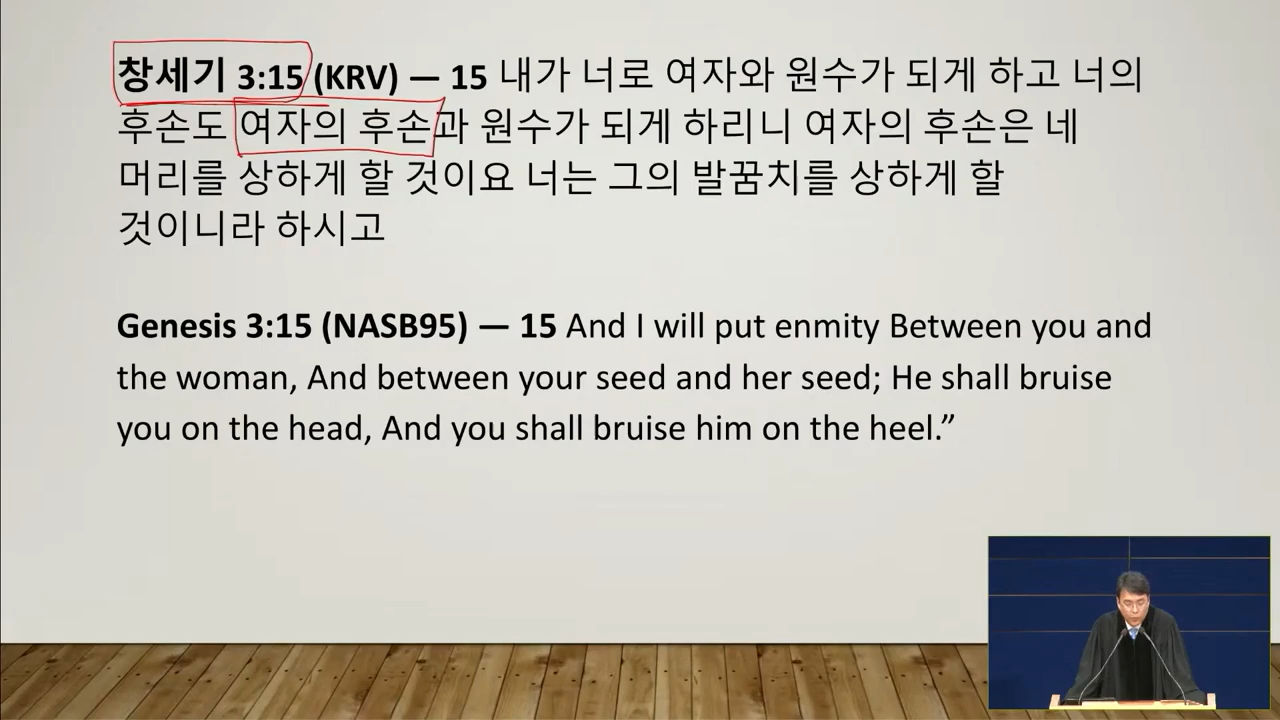 창세기 3:15 (KRV) — 15 내가 너로 여자와 원수가 되게 하고 너의
후손도 여자의 후손과 원수가 되게 하리니 여자의 후손은 네
머리를 상하게 할 것이요 너는 그의 발꿈치를 상하게 할
것이니라 하시고
Genesis 3:15 (NASB95) — 15 And I will put enmity Between you and
the woman, And between your seed and her seed; He shall bruise
you on the head, And you shall bruise him on the heel.”